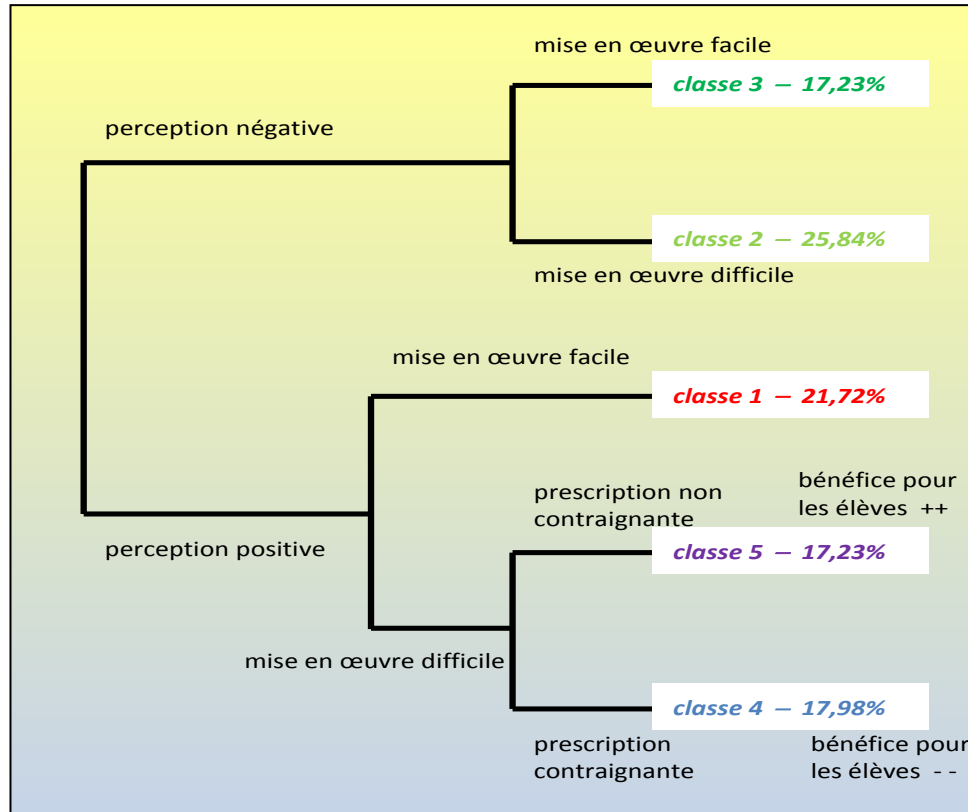 mise en œuvre facile
classe 3 – 17,23%
perception négative
classe 2 – 25,84%
mise en œuvre difficile
mise en œuvre facile
classe 1 – 21,72%
prescription non
contraignante
bénéfice pour
les élèves ++
classe 5 – 17,23%
perception positive
mise en œuvre difficile
classe 4 – 17,98%
prescription
contraignante
bénéfice pour
les élèves - -